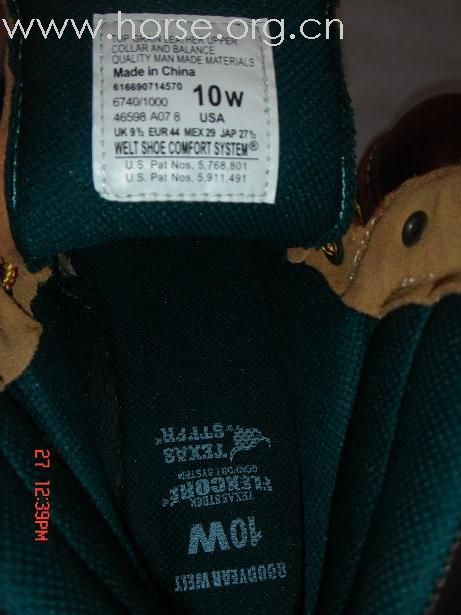 www.horse.org.cn
LEATHER UPPER
COLLAR AND BALANCE
QUALITY MAN MADE MATERIALS
Made in China
616690714570
6740/1000 10 W
46598 A07 8 USA
UK 9½ EUR 44 MEX 29 JAP 27½
WELT SHOE COMFORT SYSTEM®
U.S. Pat Nos. 5,768,801
U.S. Pat Nos. 5,911,491
GOODYEAR WELT
10W
TEXAS STEER
FLEXCORE
COMFORT SYSTEM
TEXAS
STEER
27 12:39PM